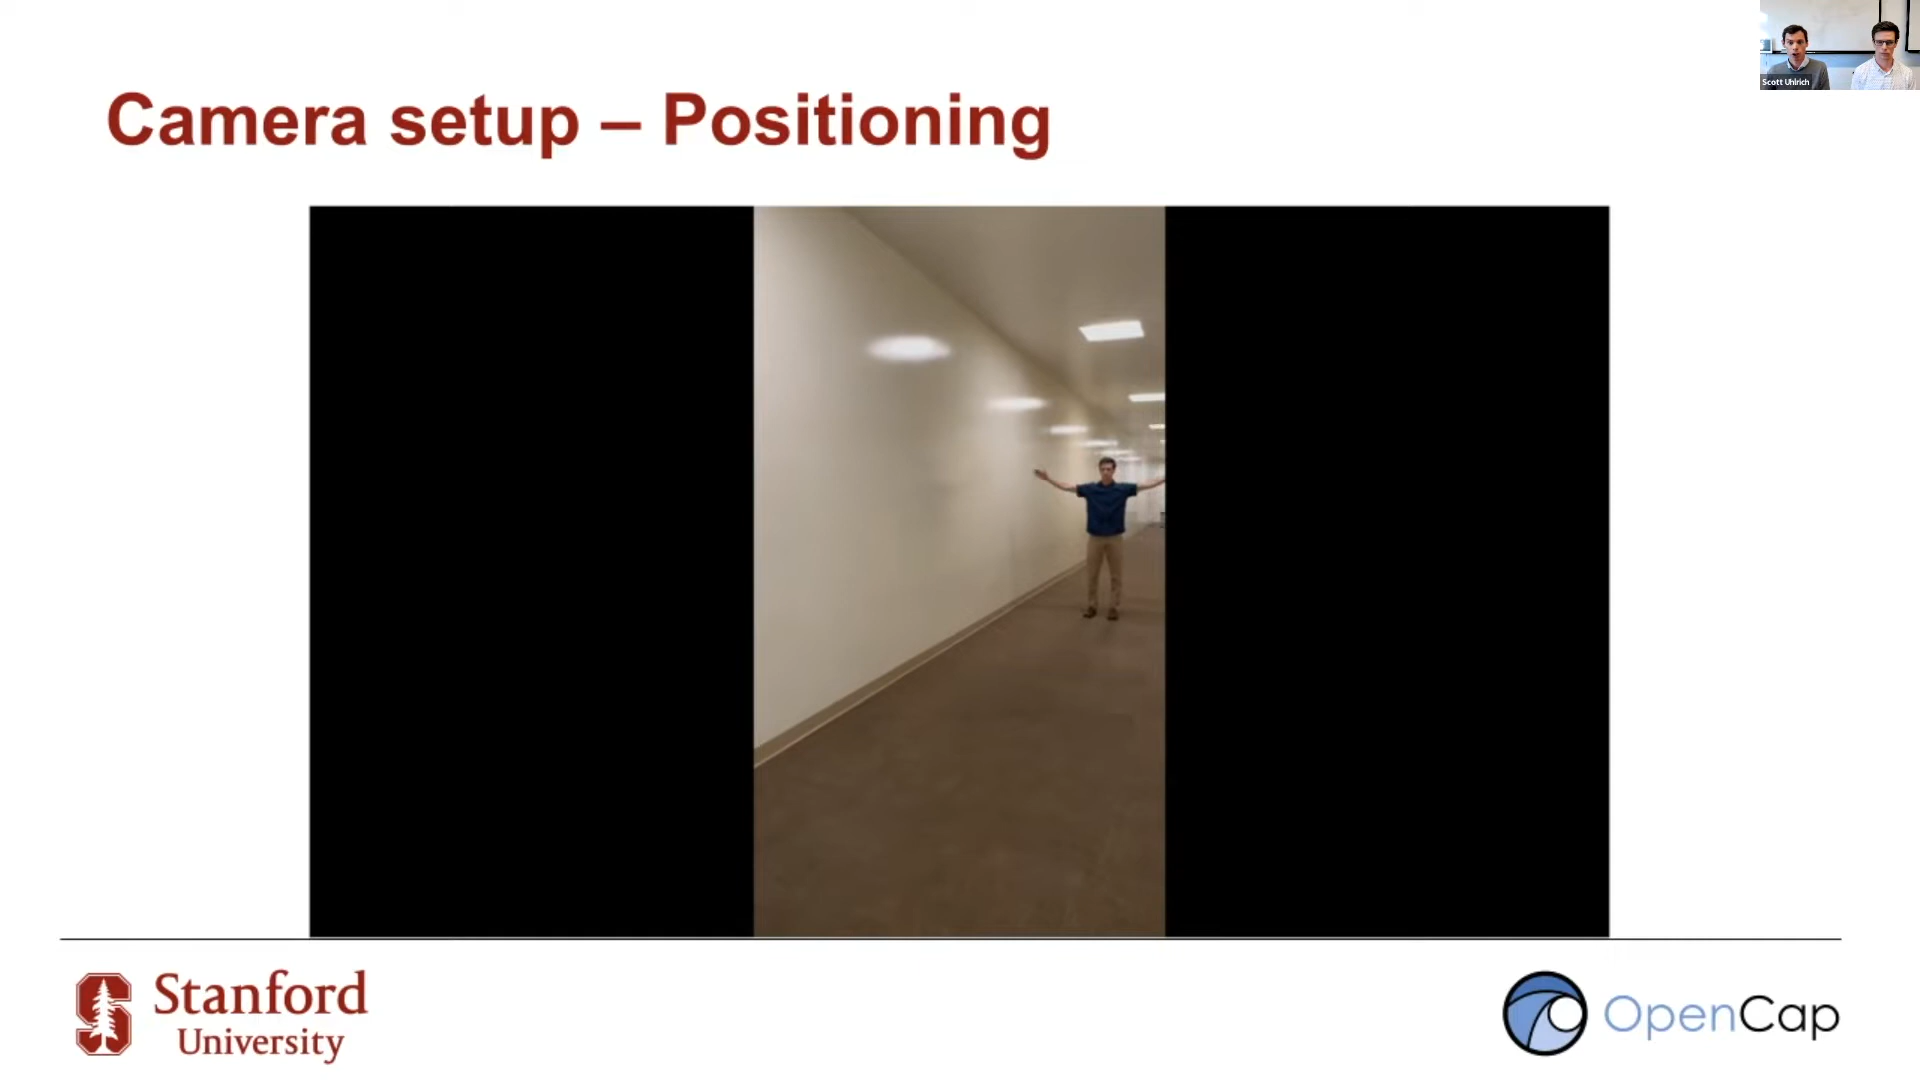 Scott Uhlrich
Camera setup – Positioning
Stanford
University
OpenCap